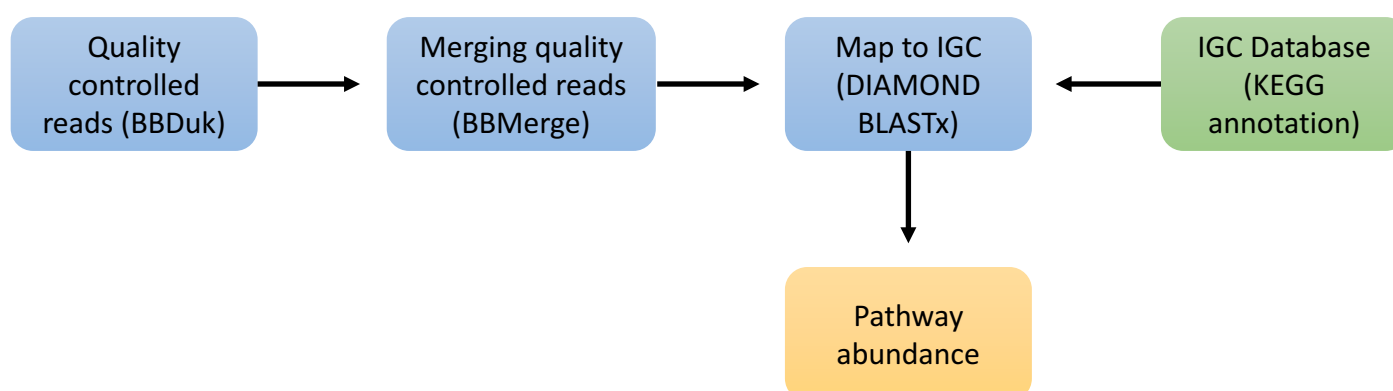 Quality
controlled
reads (BBDuk)
Merging quality
controlled reads
(BBMerge)
Map to IGC
(DIAMOND
BLASTx)
IGC Database
(KEGG
annotation)
Pathway
abundance